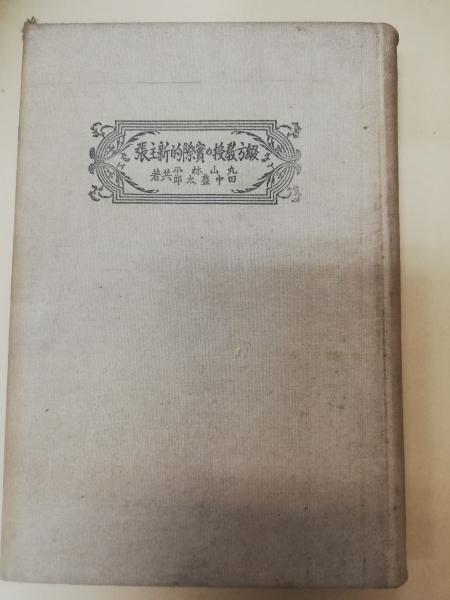 綴方敎授の實際的新主張
丸山林平
田中豊太郎
共著